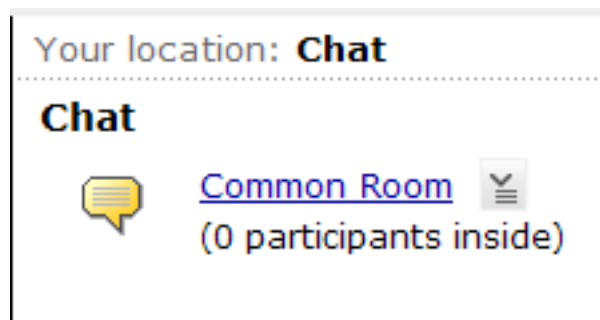 Your location: Chat
Chat
Common Room
(0 participants inside)